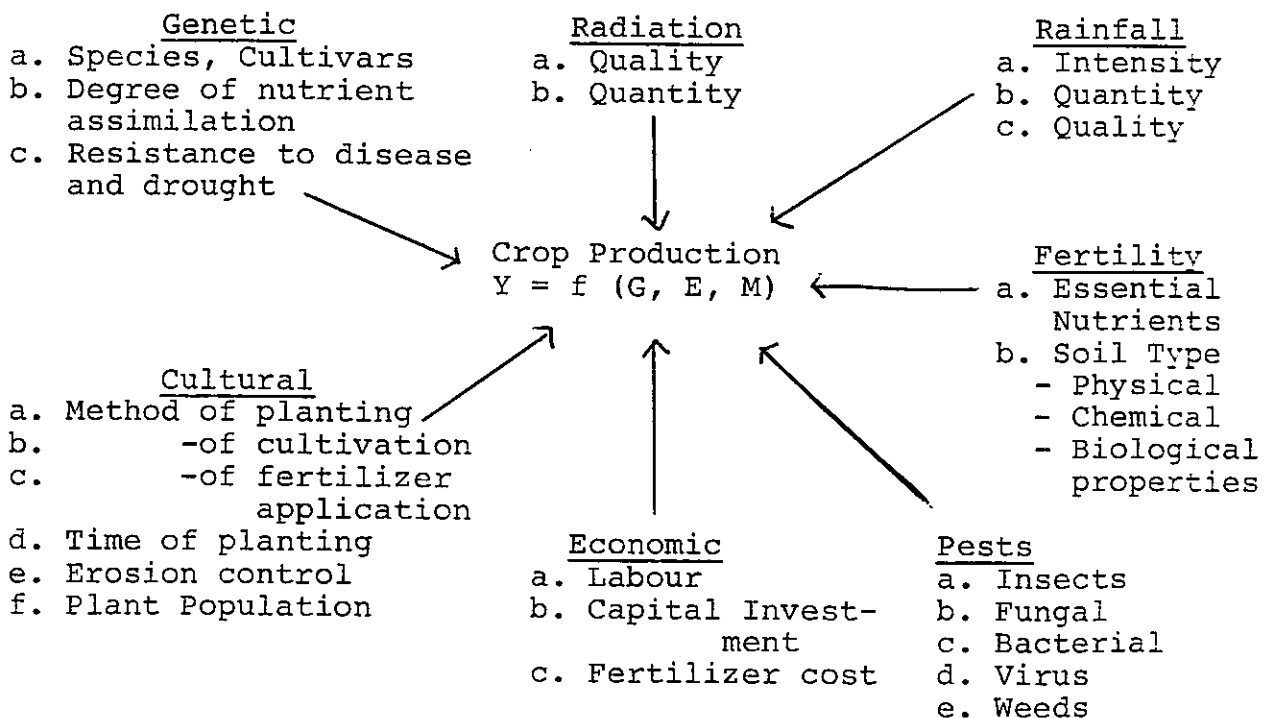 Genetic
a. Species, Cultivars
b. Degree of nutrient
assimilation
c. Resistance to disease
and drought
Radiation
a. Quality
b. Quantity
Rainfall
a. Intensity
b. Quantity
c. Quality
Crop Production
Y = f (G, E, M)
Fertility
a. Essential
Nutrients
b. Soil Type
- Physical
- Chemical
- Biological
properties
Cultural
a. Method of planting
b. -of cultivation
c. -of fertilizer
application
d. Time of planting
e. Erosion control
f. Plant Population
Economic
a. Labour
b. Capital Invest-
ment
c. Fertilizer cost
Pests
a. Insects
b. Fungal
c. Bacterial
d. Virus
e. Weeds